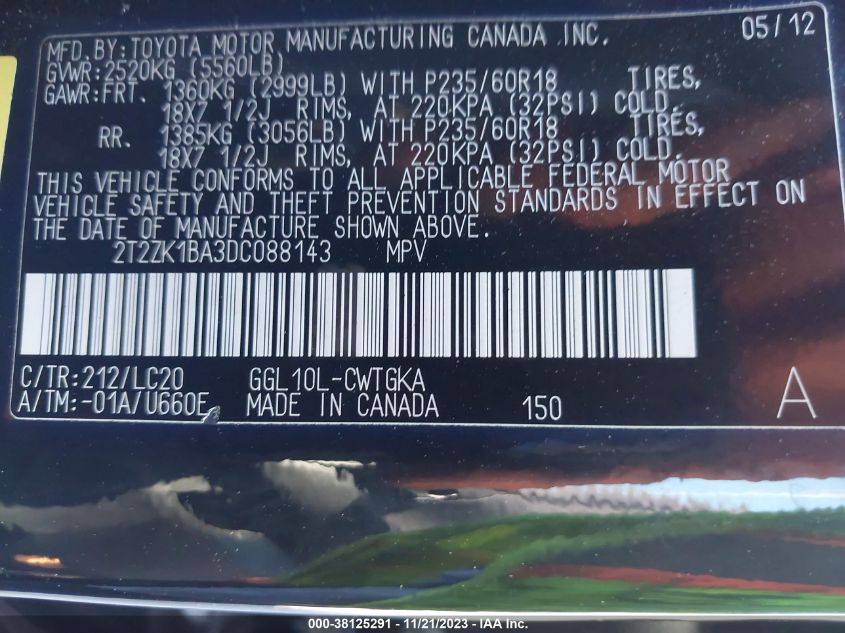 MFD. BY: TOYOTA MOTOR MANUFACTURING CANADA INC. 05/12
GVWR: 2520KG (5560LB)
GAWR: FRT. 1360KG (2999LB) WITH P235/60R18 TIRES,
18X7 1/2J RIMS, AT 220KPA (32PSI) COLD.
RR. 1385KG (3056LB) WITH P235/60R18 TIRES,
18X7 1/2J RIMS, AT 220KPA (32PSI) COLD.
THIS VEHICLE CONFORMS TO ALL APPLICABLE FEDERAL MOTOR
VEHICLE SAFETY AND THEFT PREVENTION STANDARDS IN EFFECT ON
THE DATE OF MANUFACTURE SHOWN ABOVE.
2T2ZK1BA3DC088143 MPV
C/TR: 212/LC20 GGL10L-CWTGKA
A/TM: -01A/U660E MADE IN CANADA 150 A
000-38125291 - 11/21/2023 - IAA Inc.